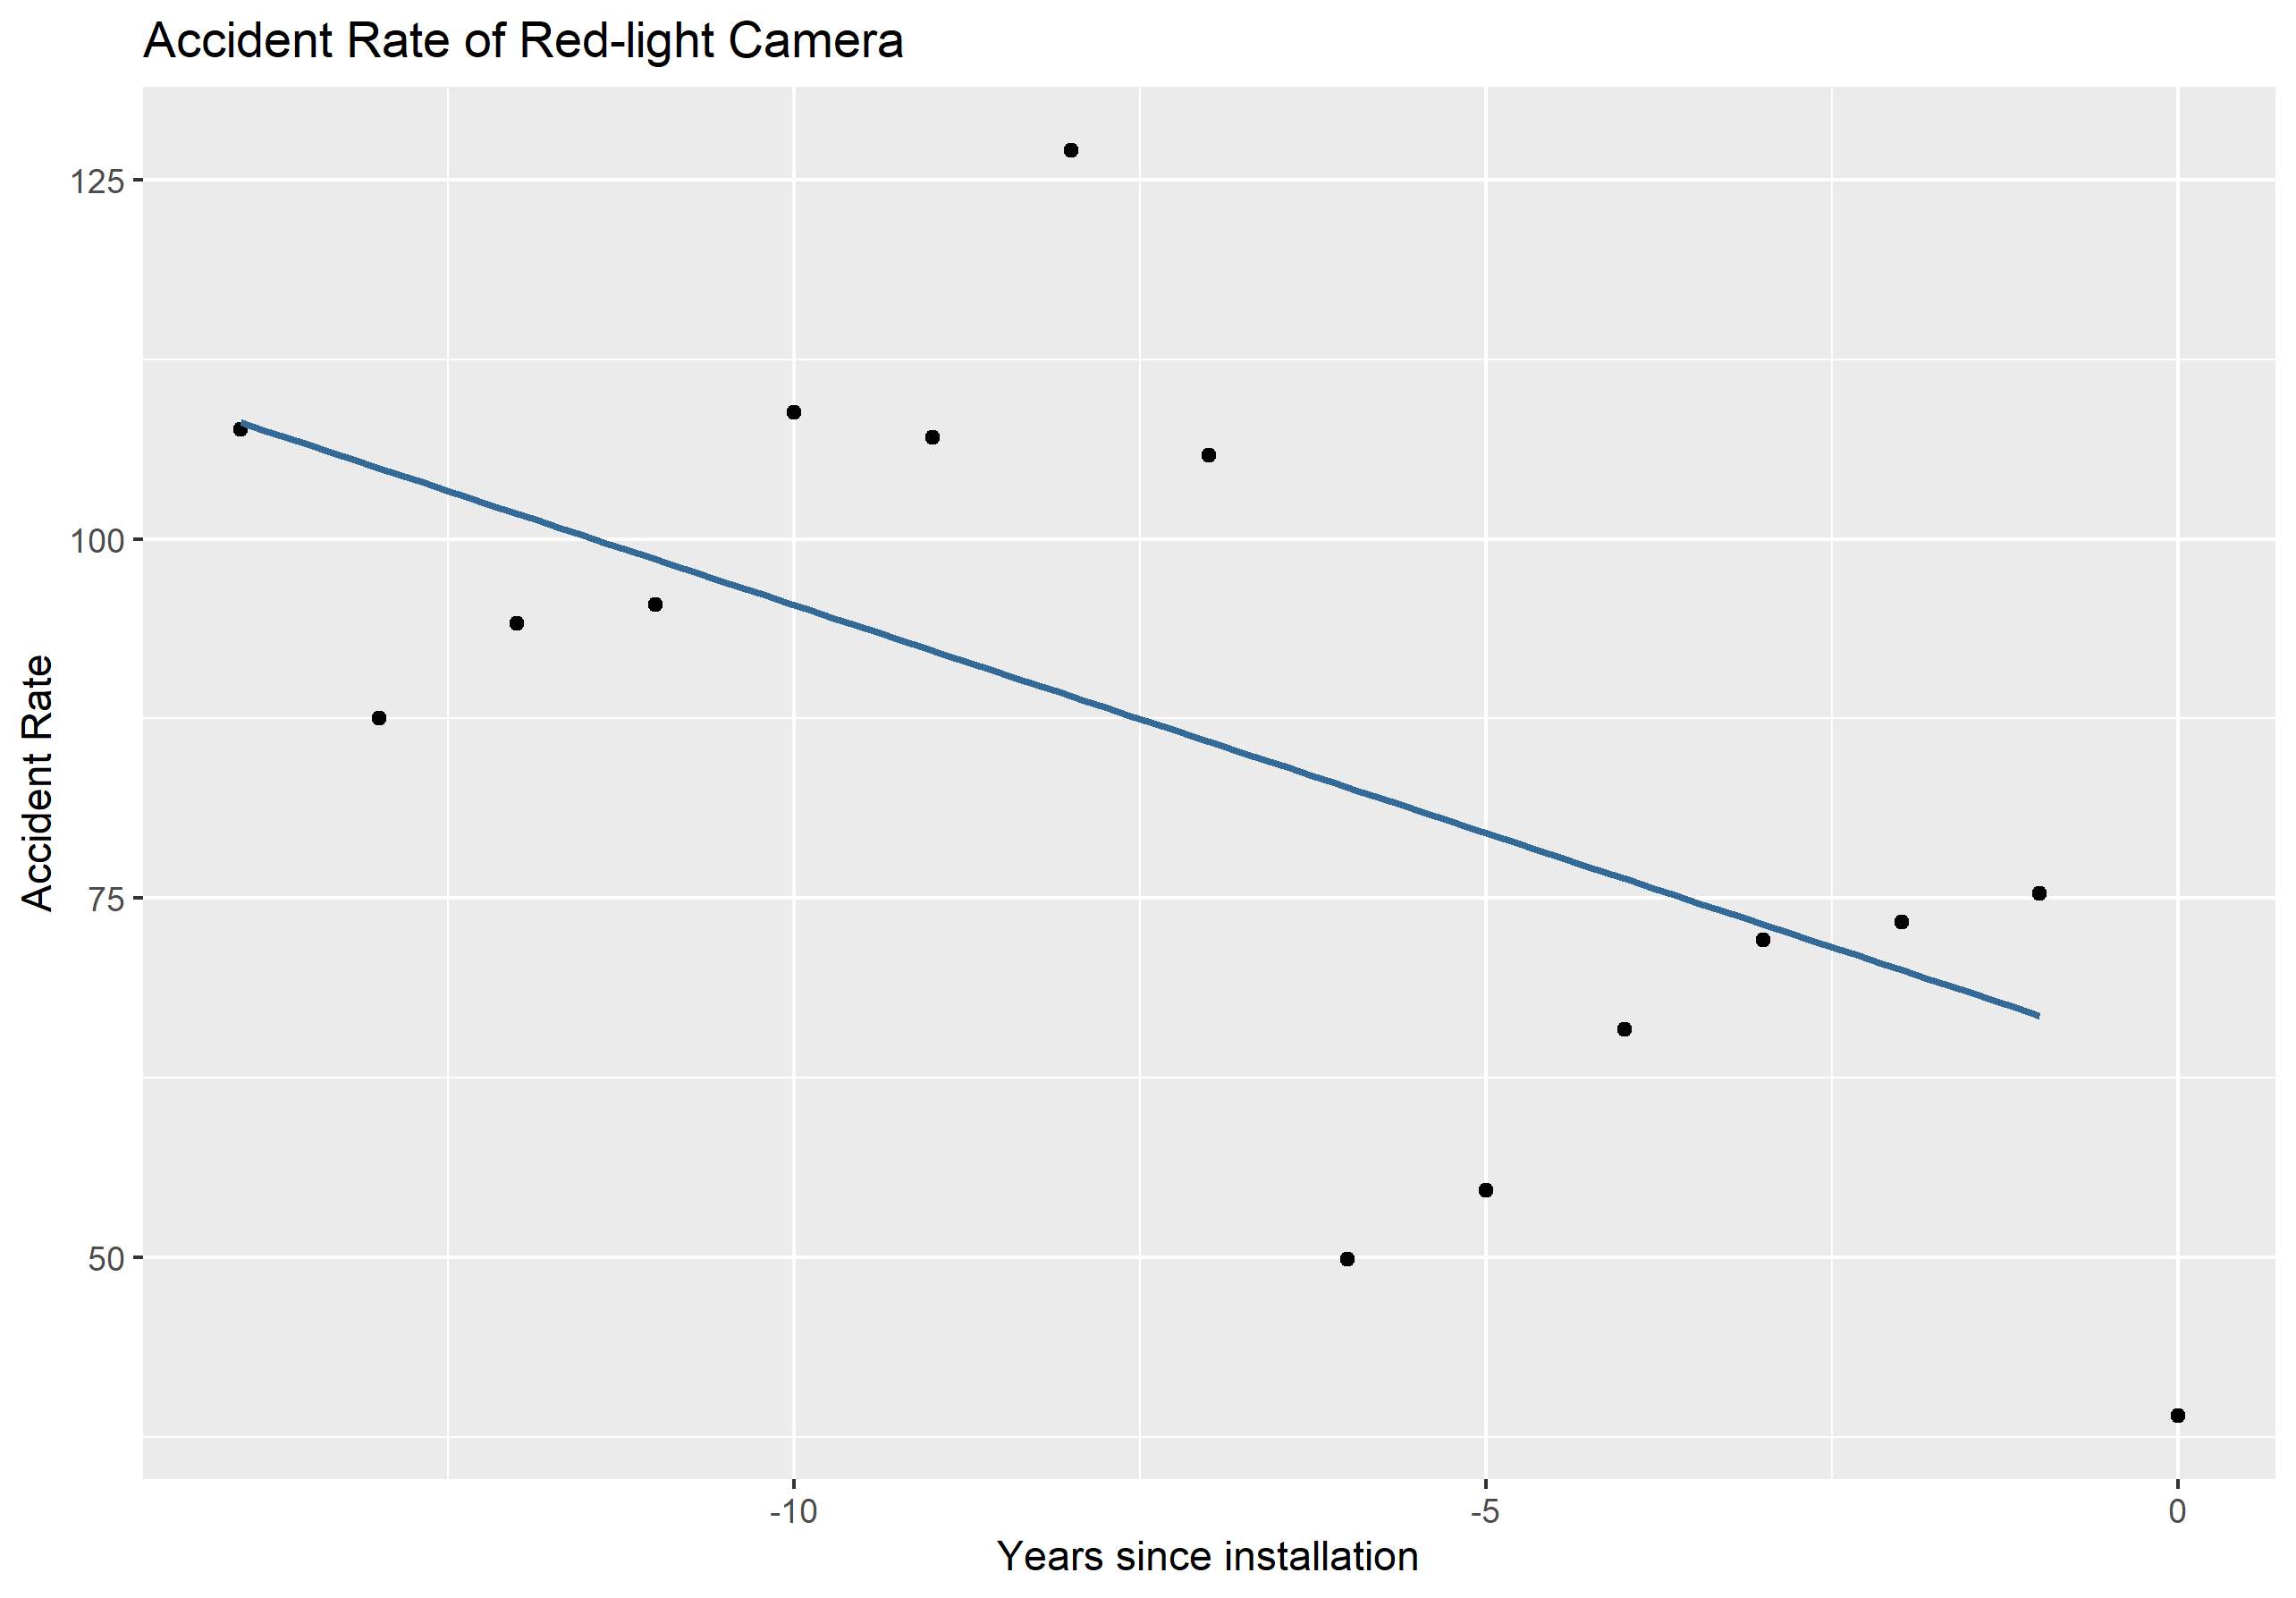 Accident Rate of Red-light Camera
125
100
75
50
Accident Rate
-10
-5
0
Years since installation